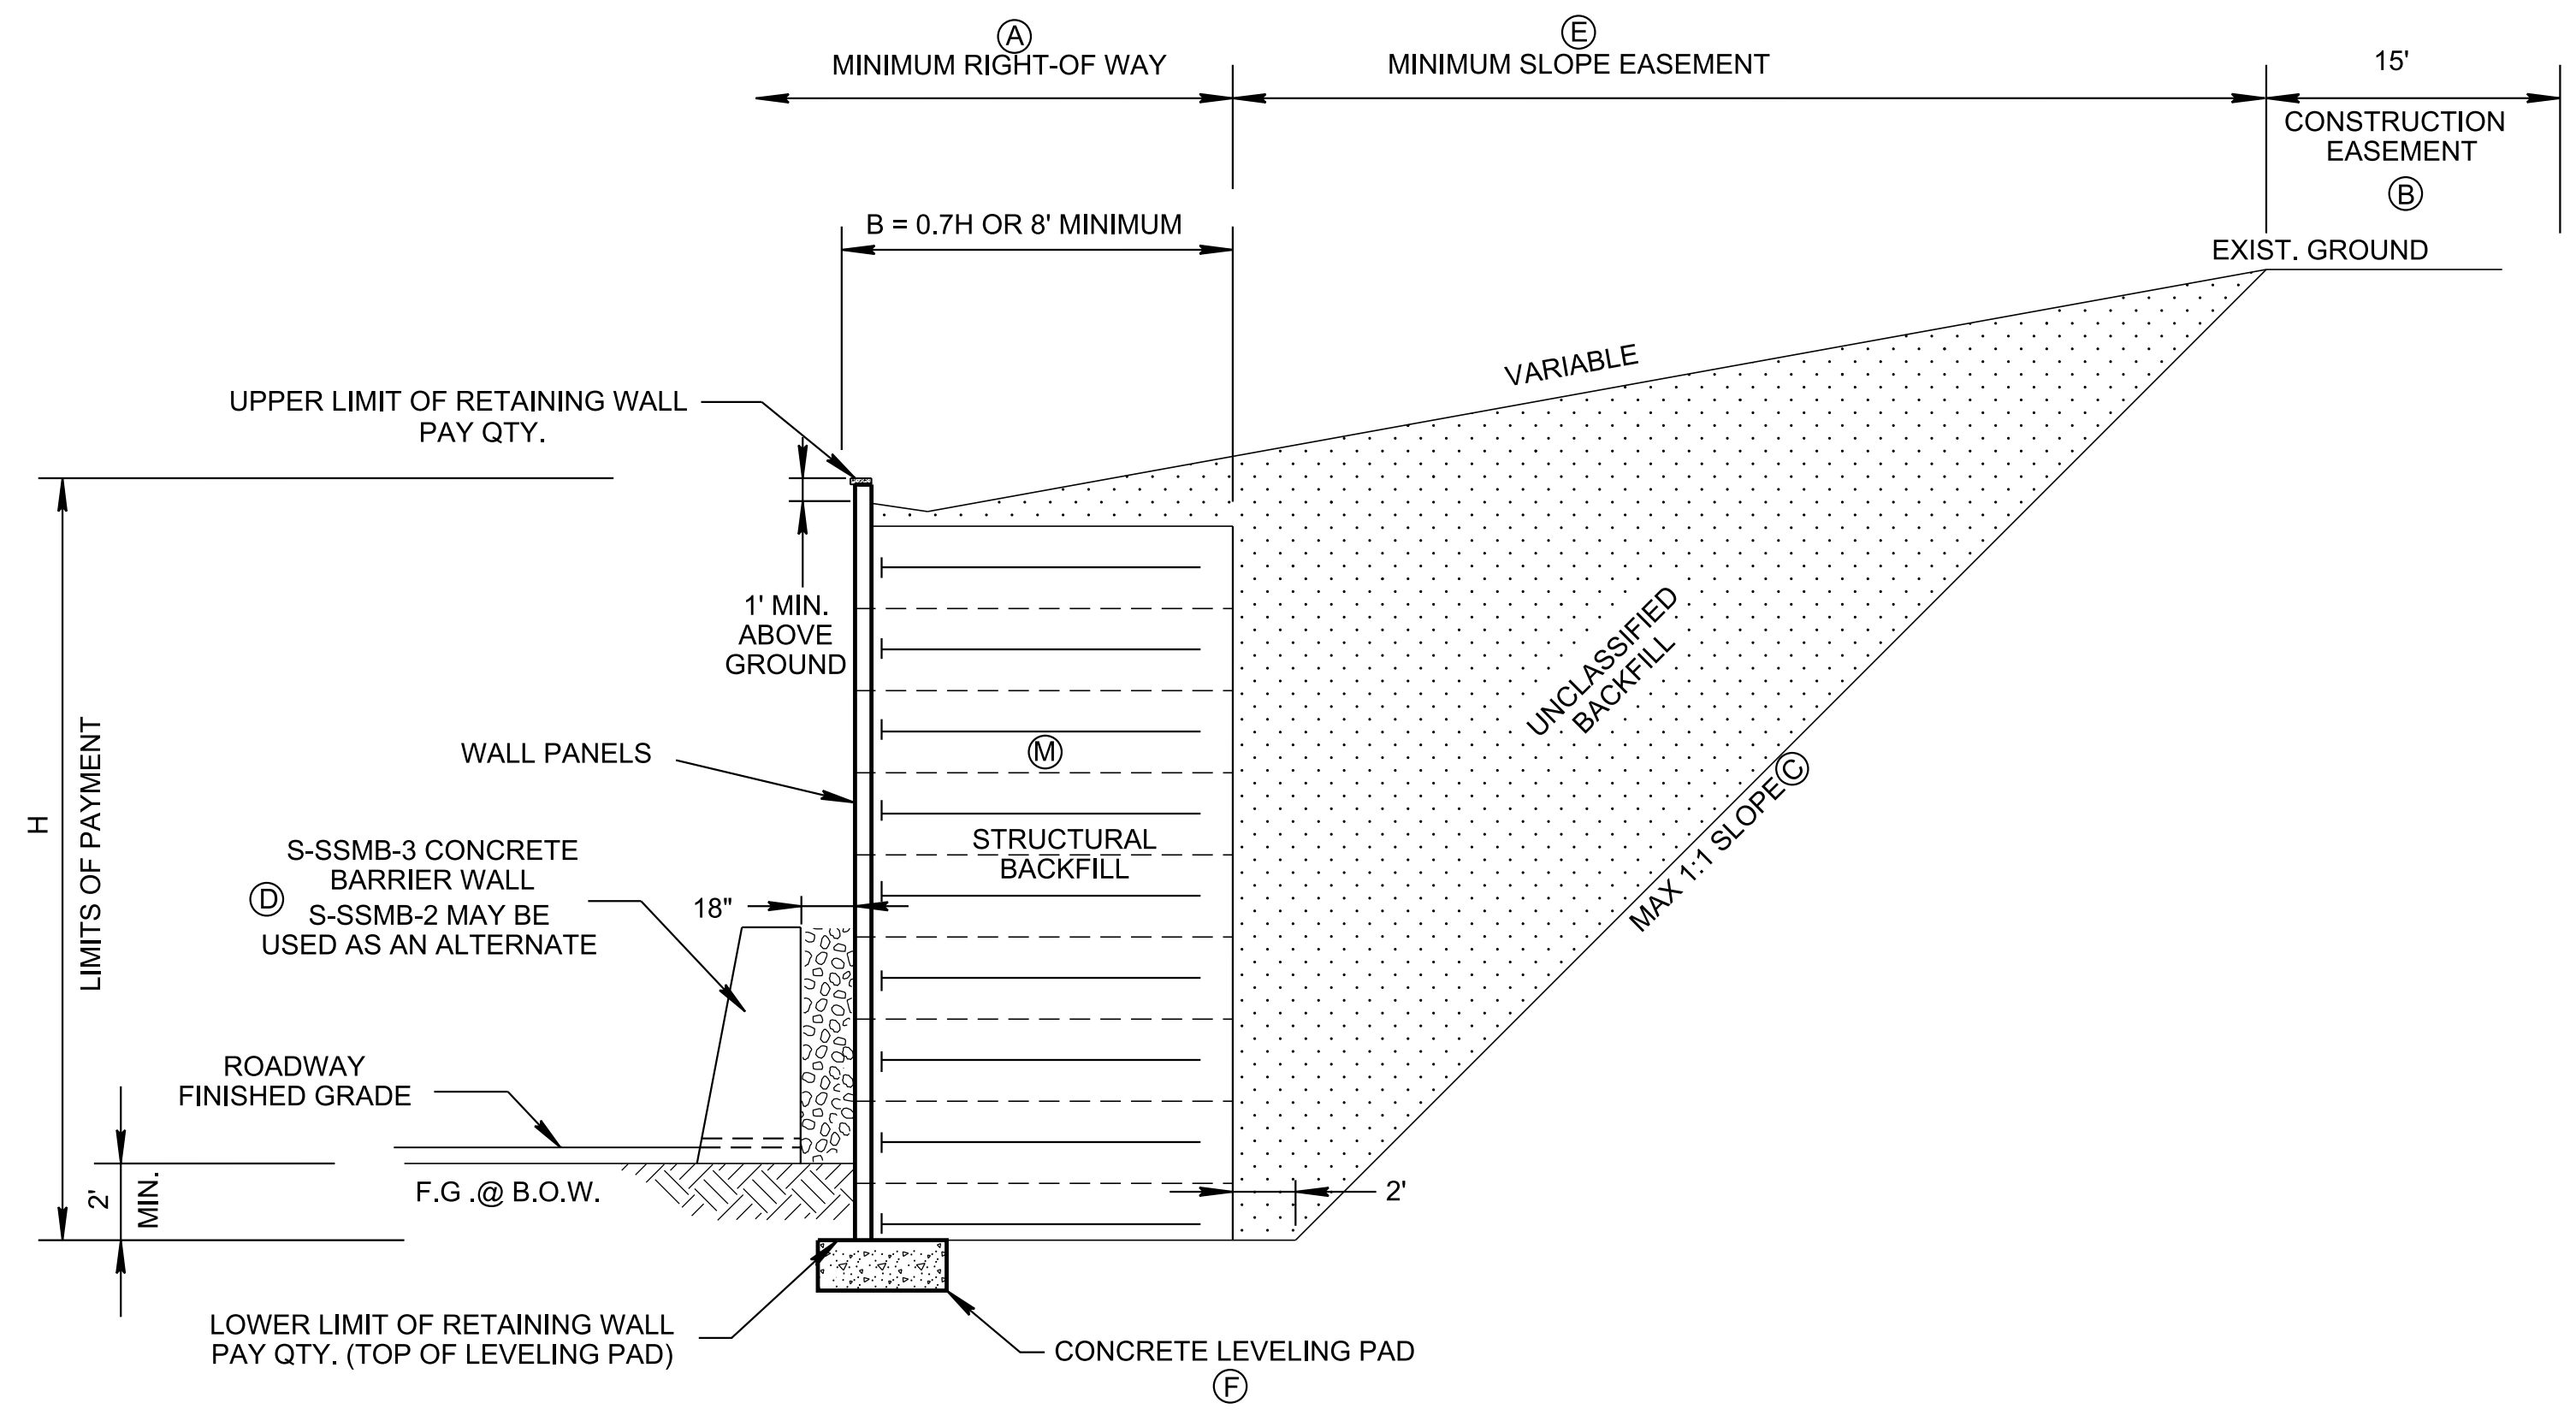 Ⓐ
MINIMUM RIGHT-OF WAY
Ⓔ
MINIMUM SLOPE EASEMENT
15'
CONSTRUCTION
EASEMENT
Ⓑ
B = 0.7H OR 8' MINIMUM
EXIST. GROUND
VARIABLE
UPPER LIMIT OF RETAINING WALL
PAY QTY.
1' MIN.
ABOVE
GROUND
UNCLASSIFIED
BACKFILL
WALL PANELS
Ⓜ
MAX 1:1 SLOPE Ⓒ
H
LIMITS OF PAYMENT
STRUCTURAL
BACKFILL
S-SSMB-3 CONCRETE
BARRIER WALL
Ⓓ
S-SSMB-2 MAY BE
USED AS AN ALTERNATE
18"
ROADWAY
FINISHED GRADE
2'
MIN.
F.G .@ B.O.W.
2'
LOWER LIMIT OF RETAINING WALL
PAY QTY. (TOP OF LEVELING PAD)
CONCRETE LEVELING PAD
Ⓕ